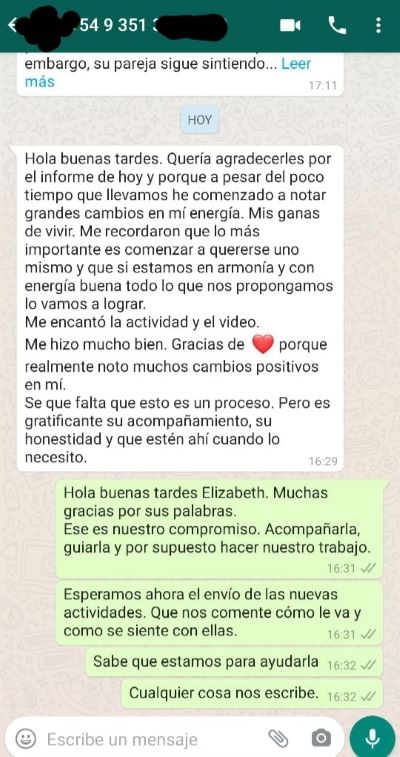 54 9 351 3
embargo, su pareja sigue sintiendo... Leer
más
17:11
HOY
Hola buenas tardes. Quería agradecerles por
el informe de hoy y porque a pesar del poco
tiempo que llevamos he comenzado a notar
grandes cambios en mí energía. Mis ganas
de vivir. Me recordaron que lo más
importante es comenzar a quererse uno
mismo y que si estamos en armonía y con
energía buena todo lo que nos propongamos
lo vamos a lograr.
Me encantó la actividad y el video.
Me hizo mucho bien. Gracias de ❤️ porque
realmente noto muchos cambios positivos
en mí.
Se que falta que esto es un proceso. Pero es
gratificante su acompañamiento, su
honestidad y que estén ahí cuando lo
necesito.
16:29
Hola buenas tardes Elizabeth. Muchas
gracias por sus palabras.
Ese es nuestro compromiso. Acompañarla,
guiarla y por supuesto hacer nuestro trabajo.
16:31
Esperamos ahora el envío de las nuevas
actividades. Que nos comente cómo le va y
como se siente con ellas.
16:31
Sabe que estamos para ayudarla 16:32
Cualquier cosa nos escribe. 16:32
Escribe un mensaje